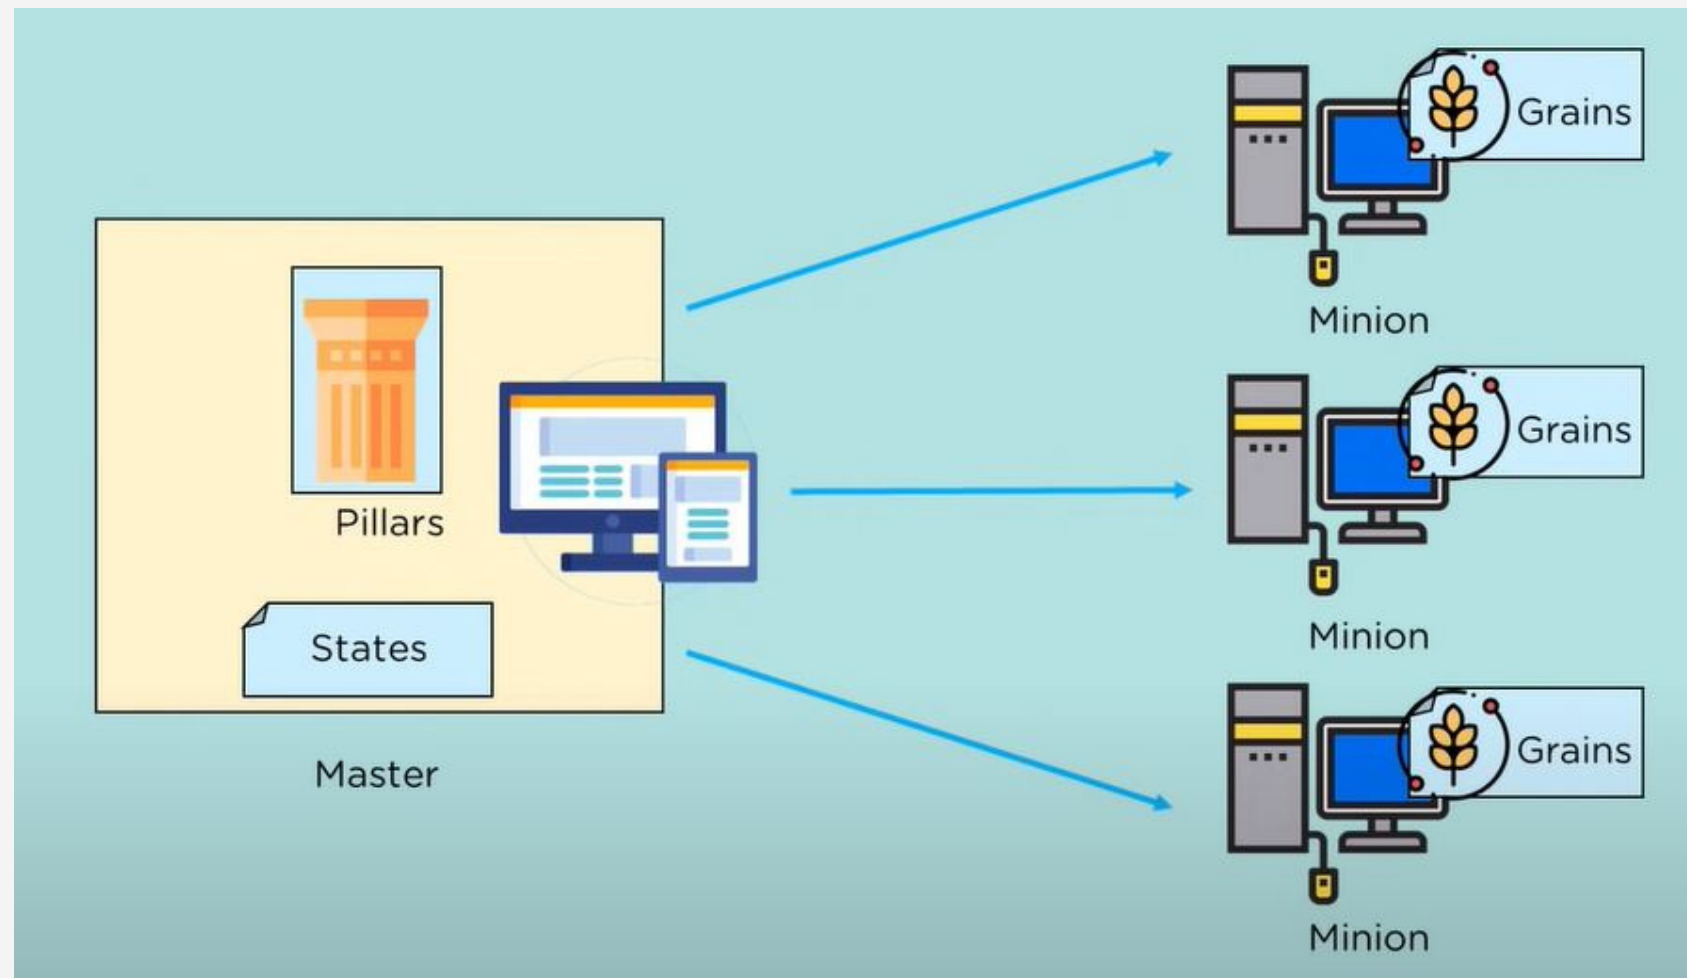 Pillars
States
Master
Grains
Minion
Grains
Minion
Grains
Minion